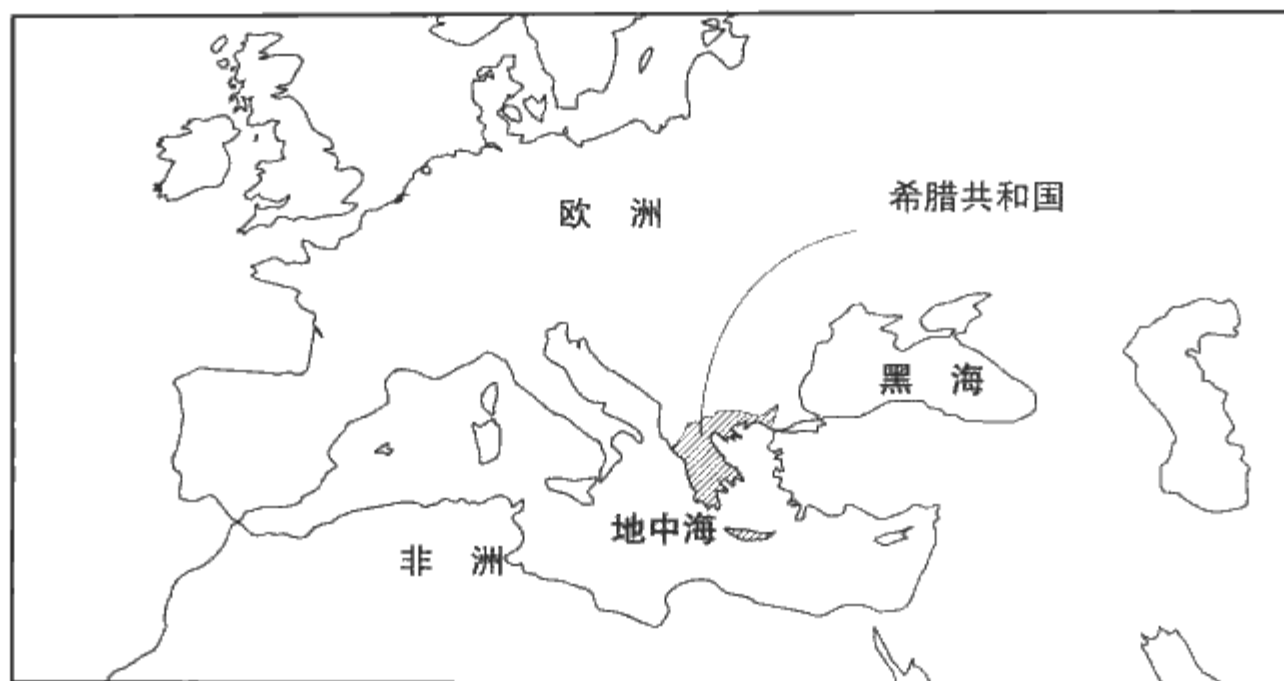 希腊共和国
欧 洲
黑 海
地中海
非 洲